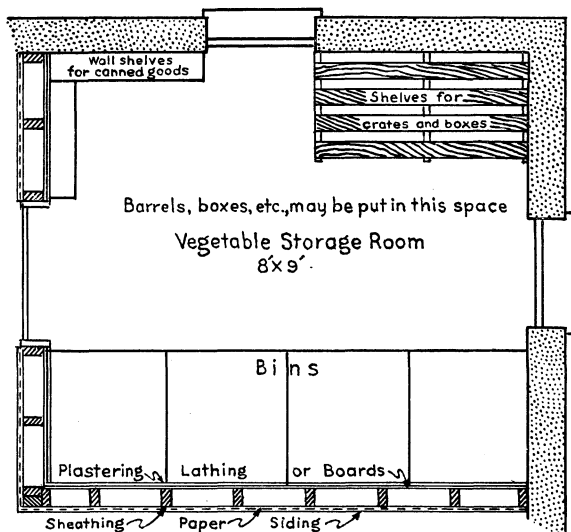 Wall shelves
for canned goods
Shelves for
crates and boxes
Barrels, boxes, etc., may be put in this space
Vegetable Storage Room
8'X9'.
Bins
Plastering Lathing or Boards
Sheathing Paper Siding